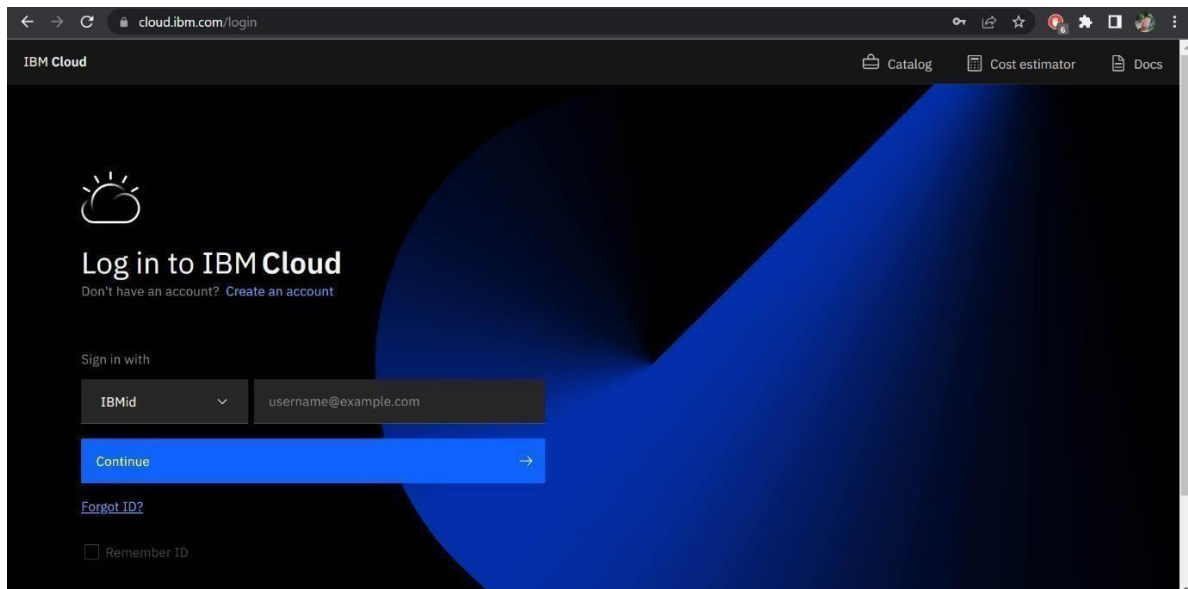 cloud.ibm.com/login
6
IBM Cloud
Catalog
Cost estimator
Docs
Log in to IBM Cloud
Don't have an account? Create an account
Sign in with
IBMid
username@example.com
Continue
Forgot ID?
Remember ID